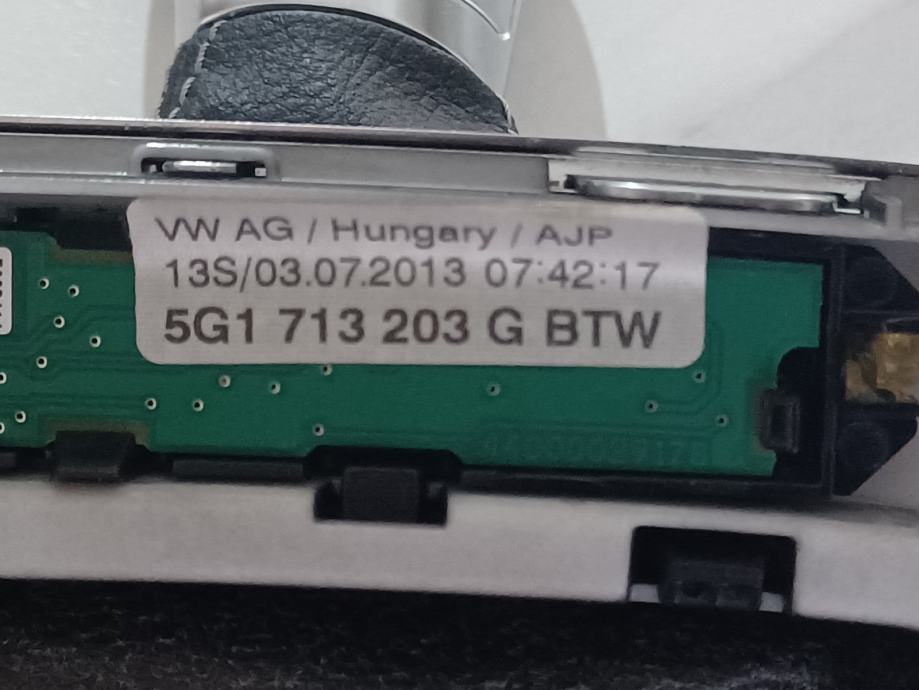 VW AG / Hungary / AJP
13S/03.07.2013 07:42:17
5G1 713 203 G BTW